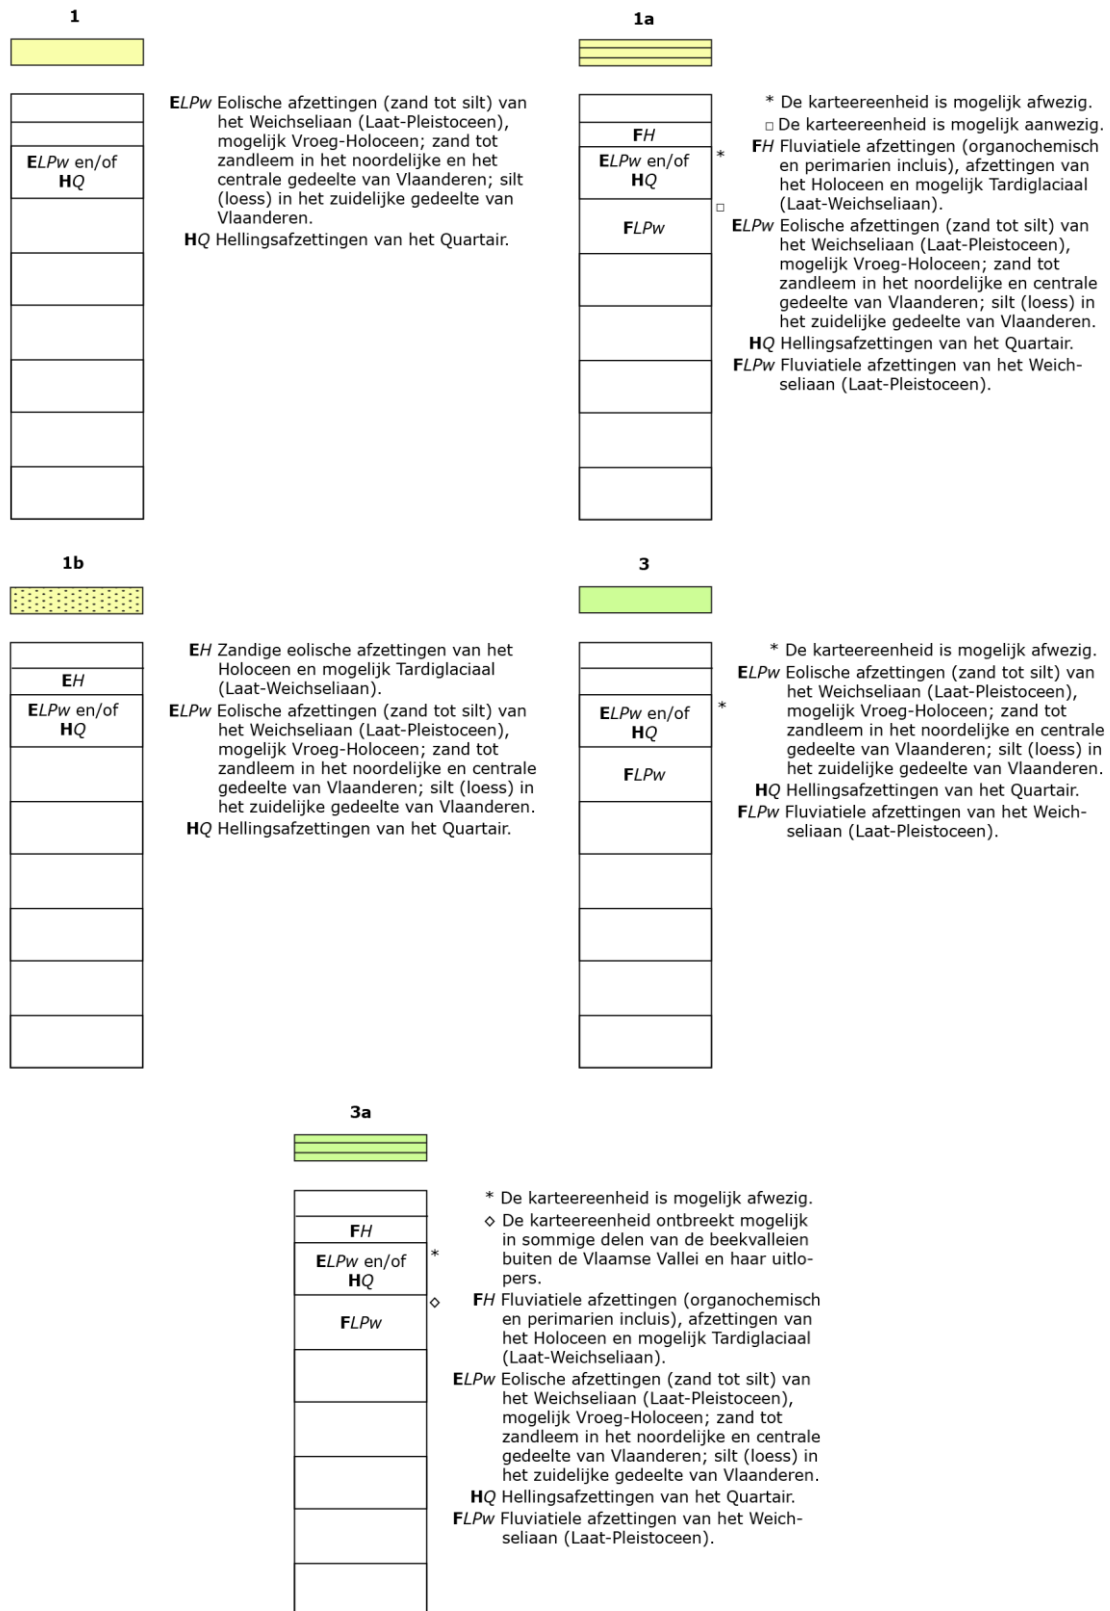 1
ELPw en/of
HQ
ELPw Eolische afzettingen (zand tot silt) van
het Weichseliaan (Laat-Pleistoceen),
mogelijk Vroeg-Holoceen; zand tot
zandleem in het noordelijke en het
centrale gedeelte van Vlaanderen; silt
(loess) in het zuidelijke gedeelte van
Vlaanderen.
HQ Hellingsafzettingen van het Quartair.
1a
FH
ELPw en/of *
HQ
□
FLPw
* De karteereenheid is mogelijk afwezig.
□ De karteereenheid is mogelijk aanwezig.
FH Fluviatiele afzettingen (organochemisch
en perimarien incluis), afzettingen van
het Holoceen en mogelijk Tardiglaciaal
(Laat-Weichseliaan).
ELPw Eolische afzettingen (zand tot silt) van
het Weichseliaan (Laat-Pleistoceen),
mogelijk Vroeg-Holoceen; zand tot
zandleem in het noordelijke en centrale
gedeelte van Vlaanderen; silt (loess) in
het zuidelijke gedeelte van Vlaanderen.
HQ Hellingsafzettingen van het Quartair.
FLPw Fluviatiele afzettingen van het Weich-
seliaan (Laat-Pleistoceen).
1b
EH
ELPw en/of
HQ
EH Zandige eolische afzettingen van het
Holoceen en mogelijk Tardiglaciaal
(Laat-Weichseliaan).
ELPw Eolische afzettingen (zand tot silt) van
het Weichseliaan (Laat-Pleistoceen),
mogelijk Vroeg-Holoceen; zand tot
zandleem in het noordelijke en centrale
gedeelte van Vlaanderen; silt (loess) in
het zuidelijke gedeelte van Vlaanderen.
HQ Hellingsafzettingen van het Quartair.
3
ELPw en/of *
HQ
FLPw
* De karteereenheid is mogelijk afwezig.
ELPw Eolische afzettingen (zand tot silt) van
het Weichseliaan (Laat-Pleistoceen),
mogelijk Vroeg-Holoceen; zand tot
zandleem in het noordelijke en centrale
gedeelte van Vlaanderen; silt (loess) in
het zuidelijke gedeelte van Vlaanderen.
HQ Hellingsafzettingen van het Quartair.
FLPw Fluviatiele afzettingen van het Weich-
seliaan (Laat-Pleistoceen).
3a
FH
ELPw en/of *
HQ
◇
FLPw
* De karteereenheid is mogelijk afwezig.
◇ De karteereenheid ontbreekt mogelijk
in sommige delen van de beekvalleien
buiten de Vlaamse Vallei en haar uitlo-
pers.
FH Fluviatiele afzettingen (organochemisch
en perimarien incluis), afzettingen van
het Holoceen en mogelijk Tardiglaciaal
(Laat-Weichseliaan).
ELPw Eolische afzettingen (zand tot silt) van
het Weichseliaan (Laat-Pleistoceen),
mogelijk Vroeg-Holoceen; zand tot
zandleem in het noordelijke en centrale
gedeelte van Vlaanderen; silt (loess) in
het zuidelijke gedeelte van Vlaanderen.
HQ Hellingsafzettingen van het Quartair.
FLPw Fluviatiele afzettingen van het Weich-
seliaan (Laat-Pleistoceen).